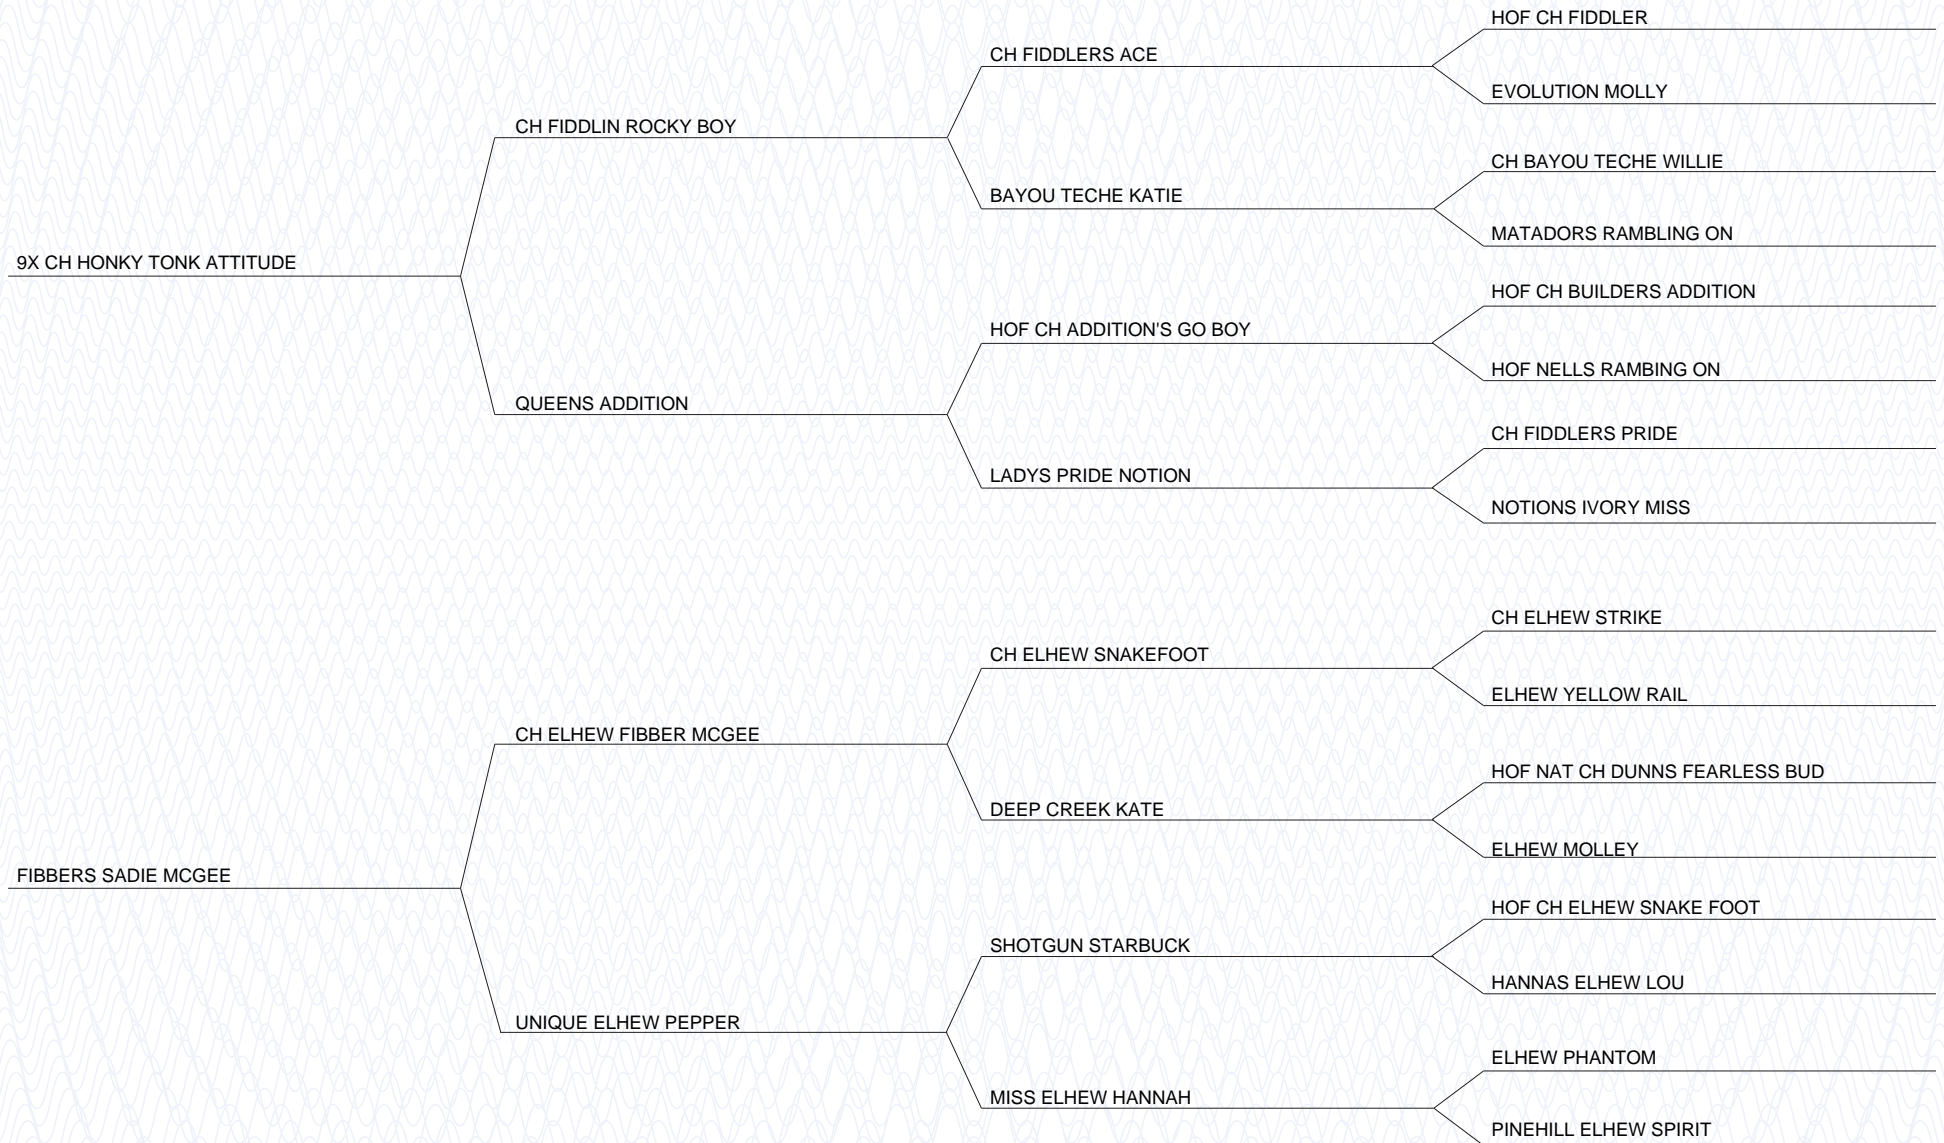 HOF CH FIDDLER
CH FIDDLERS ACE
EVOLUTION MOLLY
CH FIDDLIN ROCKY BOY
CH BAYOU TECHE WILLIE
BAYOU TECHE KATIE
MATADORS RAMBLING ON
9X CH HONKY TONK ATTITUDE
HOF CH BUILDERS ADDITION
HOF CH ADDITION'S GO BOY
HOF NELLS RAMBING ON
QUEENS ADDITION
CH FIDDLERS PRIDE
LADYS PRIDE NOTION
NOTIONS IVORY MISS
CH ELHEW STRIKE
CH ELHEW SNAKEFOOT
ELHEW YELLOW RAIL
CH ELHEW FIBBER MCGEE
HOF NAT CH DUNNS FEARLESS BUD
DEEP CREEK KATE
ELHEW MOLLEY
FIBBERS SADIE MCGEE
HOF CH ELHEW SNAKE FOOT
SHOTGUN STARBUCK
HANNAS ELHEW LOU
UNIQUE ELHEW PEPPER
ELHEW PHANTOM
MISS ELHEW HANNAH
PINEHILL ELHEW SPIRIT